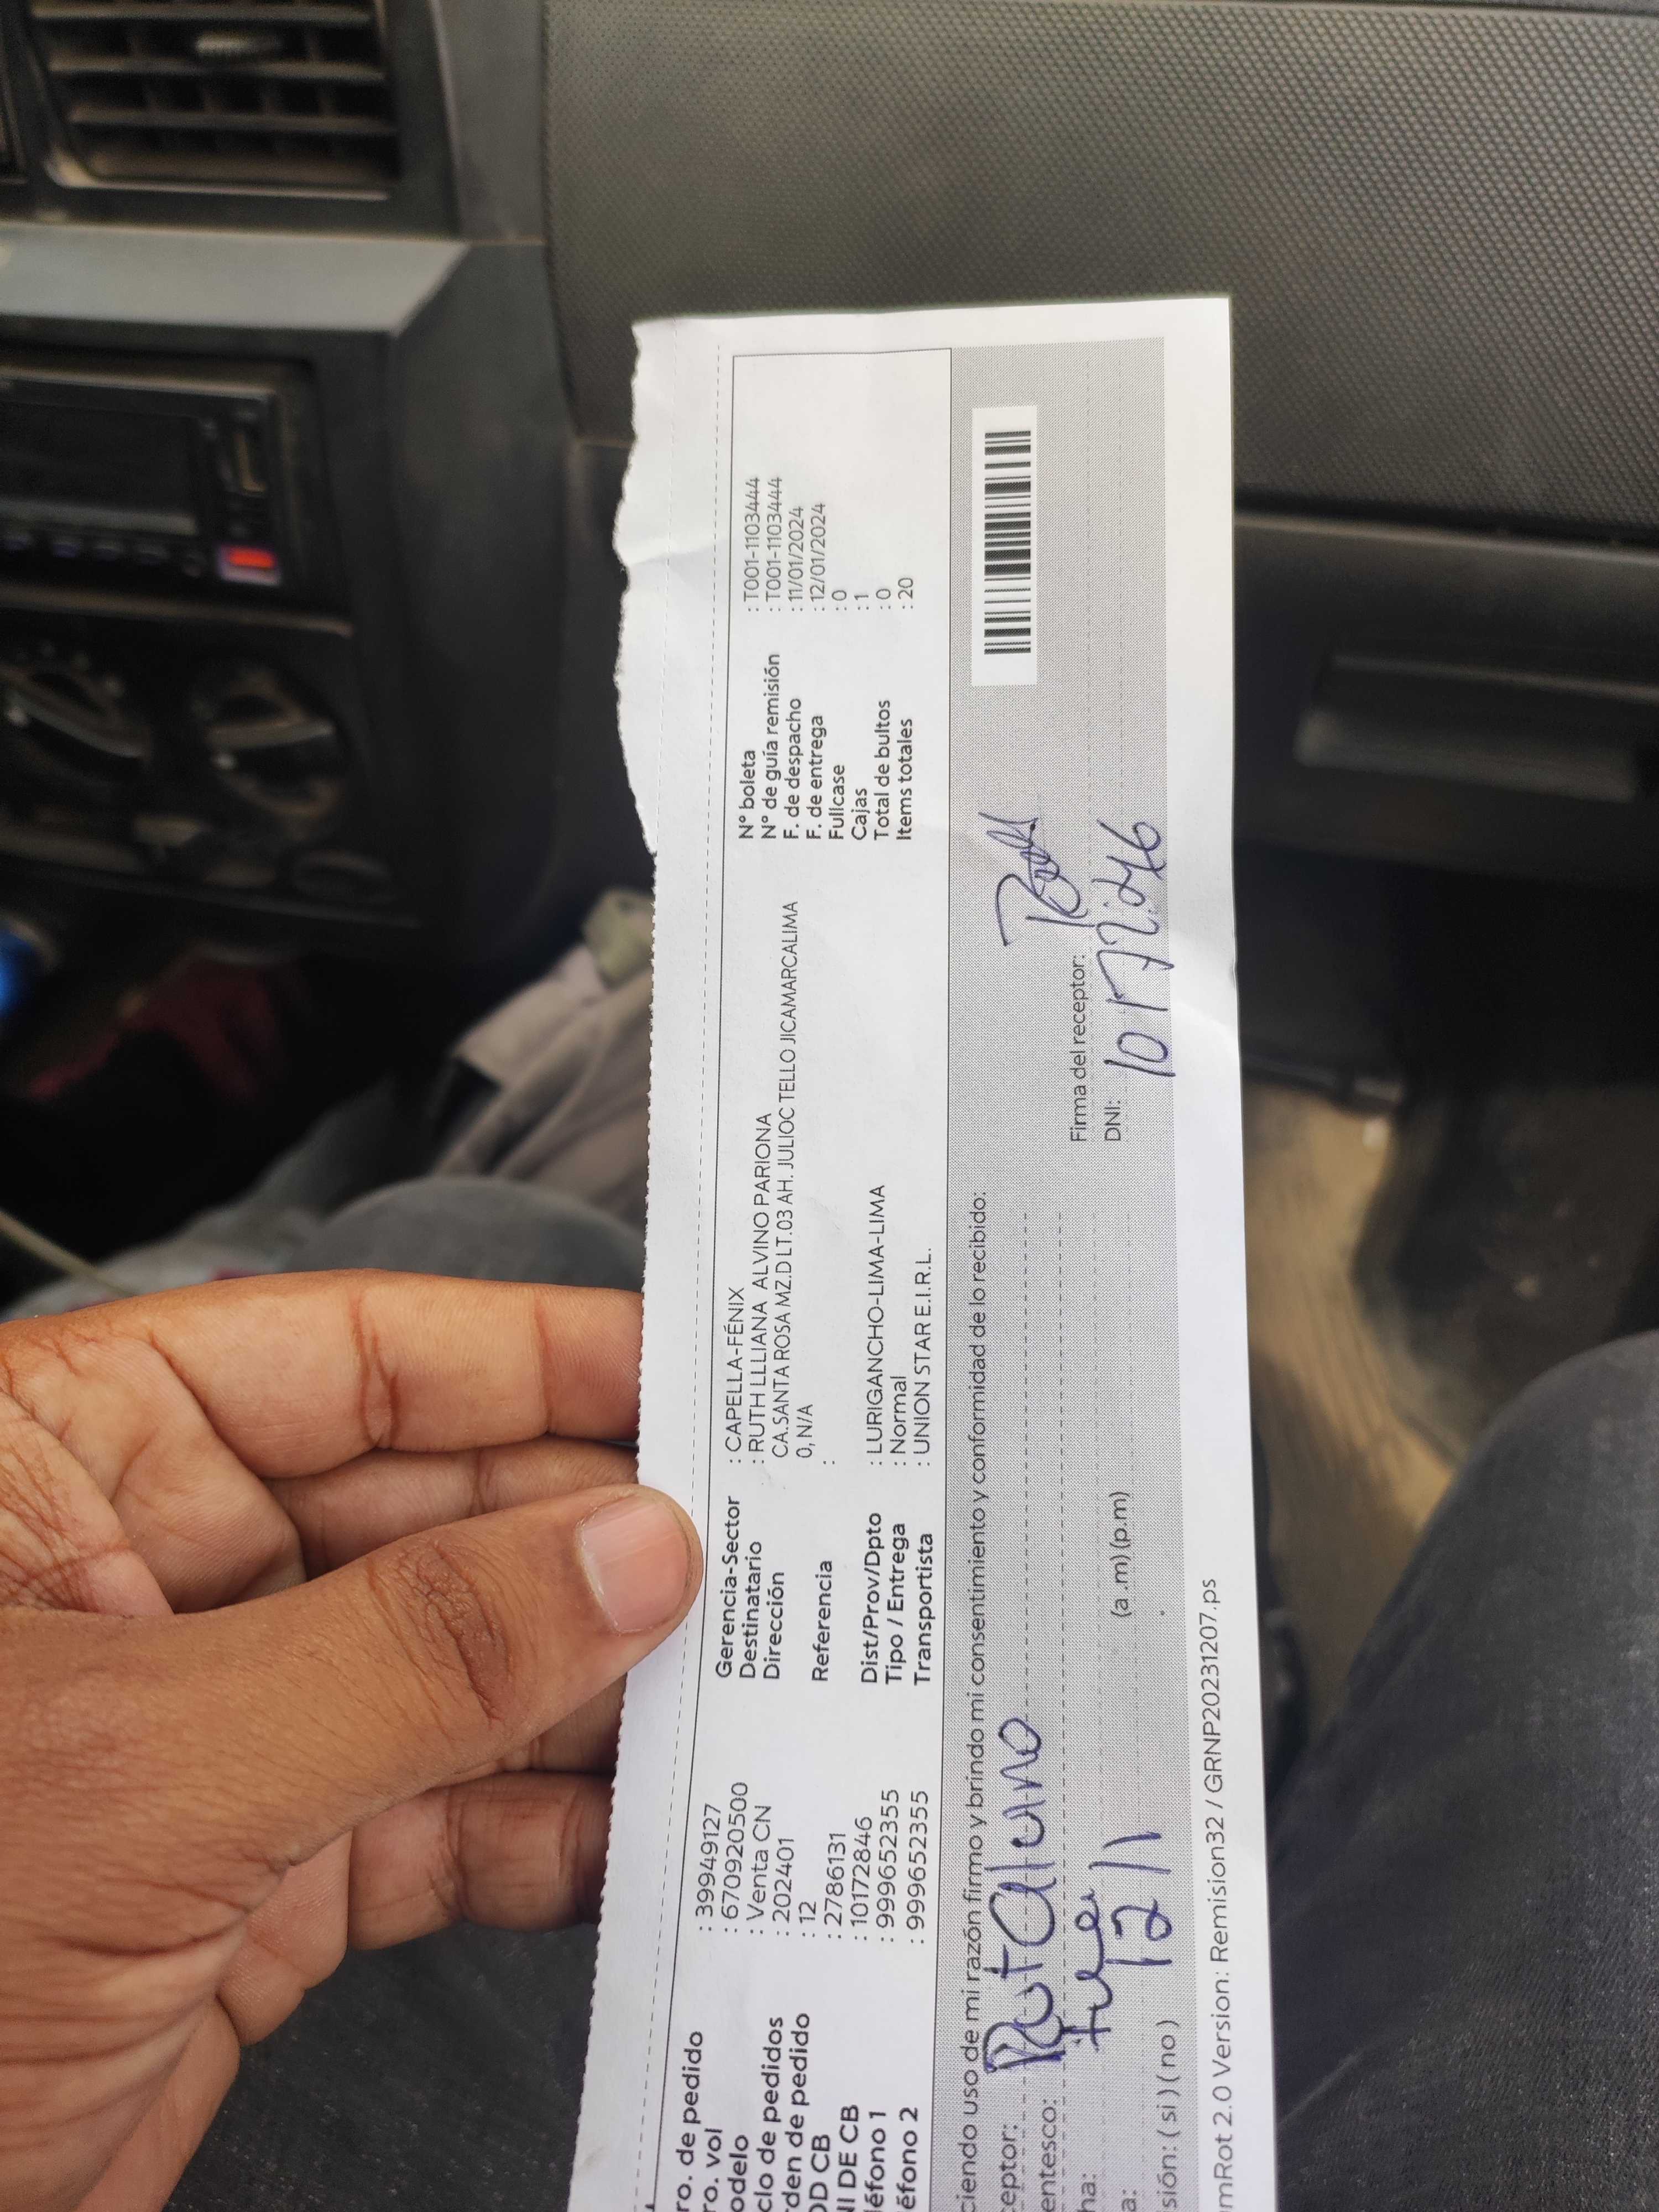 ro. de pedido : 39949127
ro. vol : 670920500
odelo : Venta CN
clo de pedidos : 202401
rden de pedido : 12
OD CB : 2786131
NI DE CB : 10172846
léfono 1 : 999652355
éfono 2 : 999652355
Gerencia-Sector : CAPELLA-FÉNIX
Destinatario : RUTH LLLIANA ALVINO PARIONA
Dirección CA.SANTA ROSA MZ.D LT.03 AH. JULIOC TELLO JICAMARCALIMA
0, N/A
Referencia :
Dist/Prov/Dpto : LURIGANCHO-LIMA-LIMA
Tipo / Entrega : Normal
Transportista : UNION STAR E.I.R.L.
N° boleta : T001-1103444
N° de guía remisión : T001-1103444
F. de despacho : 11/01/2024
F. de entrega : 12/01/2024
Fullcase : 0
Cajas : 1
Total de bultos : 0
Items totales : 20
ciendo uso de mi razón firmo y brindo mi consentimiento y conformidad de lo recibido:
ceptor:
entesco:
ha: 12/1
a: (a .m) (p.m)
sión: ( si ) ( no )
Firma del receptor:
DNI:
mRot 2.0 Version: Remision32 / GRNP20231207.ps